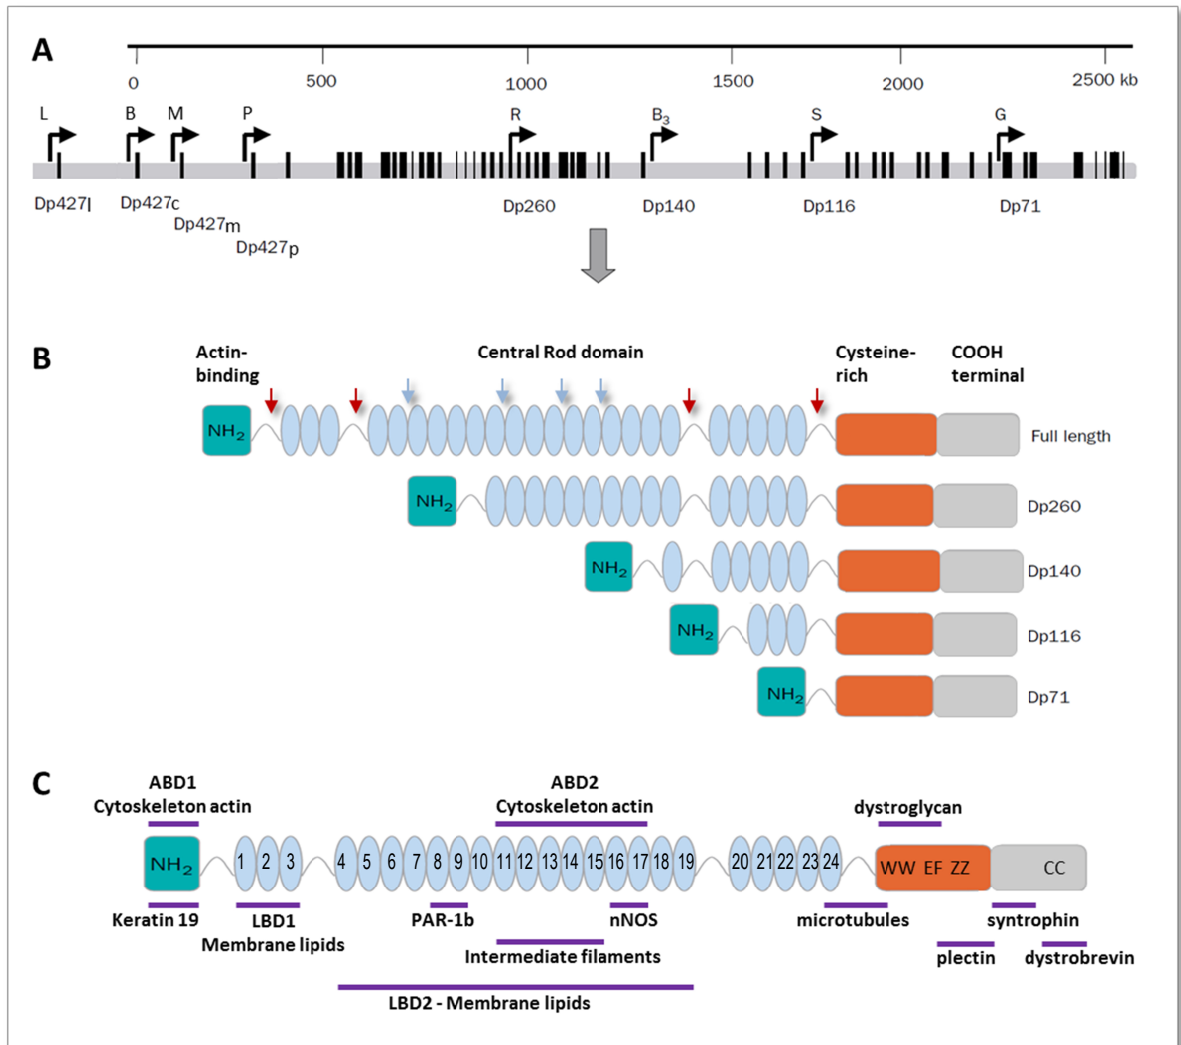 A
0 500 1000 1500 2000 2500 kb
L B M P R B3 S G
Dp427l Dp427c Dp260 Dp140 Dp116 Dp71
Dp427m
Dp427p
B
Actin-
binding
Central Rod domain
Cysteine-
rich
COOH
terminal
NH2 Full length
NH2 Dp260
NH2 Dp140
NH2 Dp116
NH2 Dp71
C
ABD1
Cytoskeleton actin
ABD2
Cytoskeleton actin
dystroglycan
NH2 1 2 3 4 5 6 7 8 9 10 11 12 13 14 15 16 17 18 19 20 21 22 23 24 WW EF ZZ CC
Keratin 19
LBD1
Membrane lipids
PAR-1b
nNOS
microtubules
syntrophin
Intermediate filaments
plectin
dystrobrevin
LBD2 - Membrane lipids